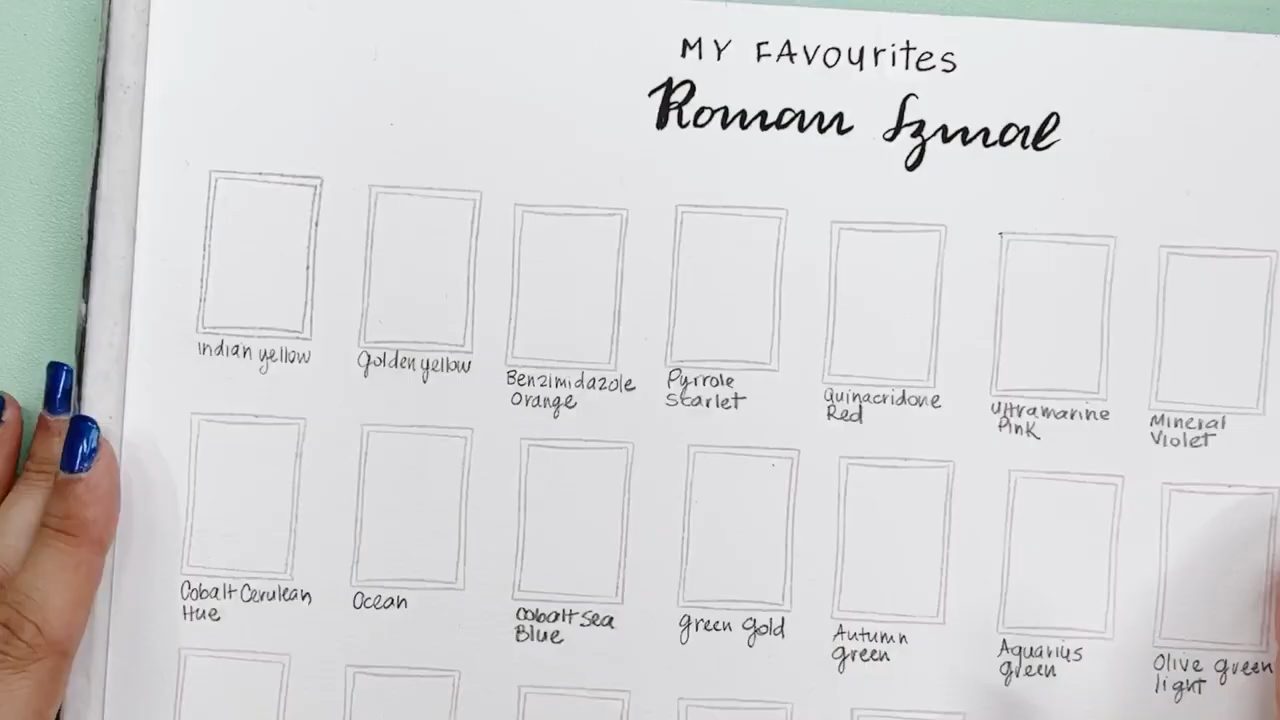 MY FAVOURITES
Roman Szmal
Indian yellow
Golden yellow
Benzimidazole
Orange
Pyrrole
Scarlet
Quinacridone
Red
Ultramarine
Pink
Mineral
Violet
Cobalt Cerulean
Hue
Ocean
Cobalt Sea
Blue
green gold
Autumn
green
Aquarius
green
Olive green
light